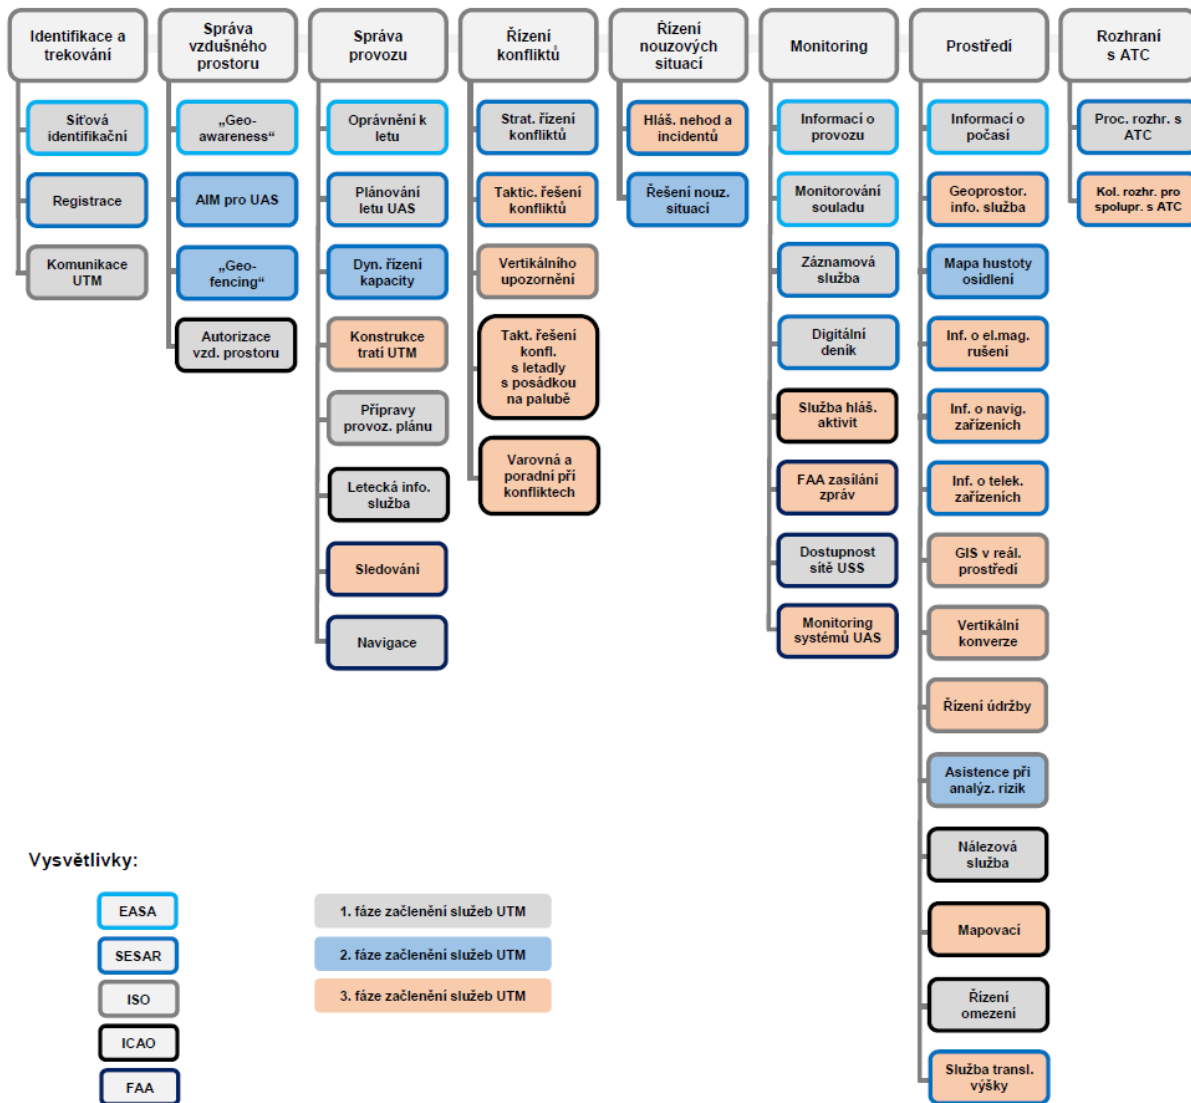 Identifikace a
trekování
Správa
vzdušného
prostoru
Správa
provozu
Řízení
konfliktů
Řízení
nouzových
situací
Monitoring
Prostředí
Rozhraní
s ATC
Síťová
identifikační
Registrace
Komunikace
UTM
„Geo-
awareness“
AIM pro UAS
„Geo-
fencing“
Autorizace
vzd. prostoru
Oprávnění k
letu
Plánování
letu UAS
Dyn. řízení
kapacity
Konstrukce
tratí UTM
Přípravy
provoz. plánu
Letecká info.
služba
Sledování
Navigace
Strat. řízení
konfliktů
Taktic. řešení
konfliktů
Vertikálního
upozornění
Takt. řešení
konfl.
s letadly
s posádkou
na palubě
Varovná a
poradní při
konfliktech
Hláš. nehod a
incidentů
Řešení nouz.
situací
Informací o
provozu
Monitorování
souladu
Záznamová
služba
Digitální
deník
Služba hláš.
aktivit
FAA zasílání
zpráv
Dostupnost
sítě USS
Monitoring
systémů UAS
Informací o
počasí
Geoprostor.
info. služba
Mapa hustoty
osídlení
Inf. o el.mag.
rušení
Inf. o navig.
zařízeních
Inf. o telek.
zařízeních
GIS v reál.
prostředí
Vertikální
konverze
Řízení údržby
Asistence při
analýz. rizik
Nálezová
služba
Mapovací
Řízení
omezení
Služba transl.
výšky
Proc. rozhr. s
ATC
Kol. rozhr. pro
spolupr. s ATC
Vysvětlivky:
EASA
SESAR
ISO
ICAO
FAA
1. fáze začlenění služeb UTM
2. fáze začlenění služeb UTM
3. fáze začlenění služeb UTM